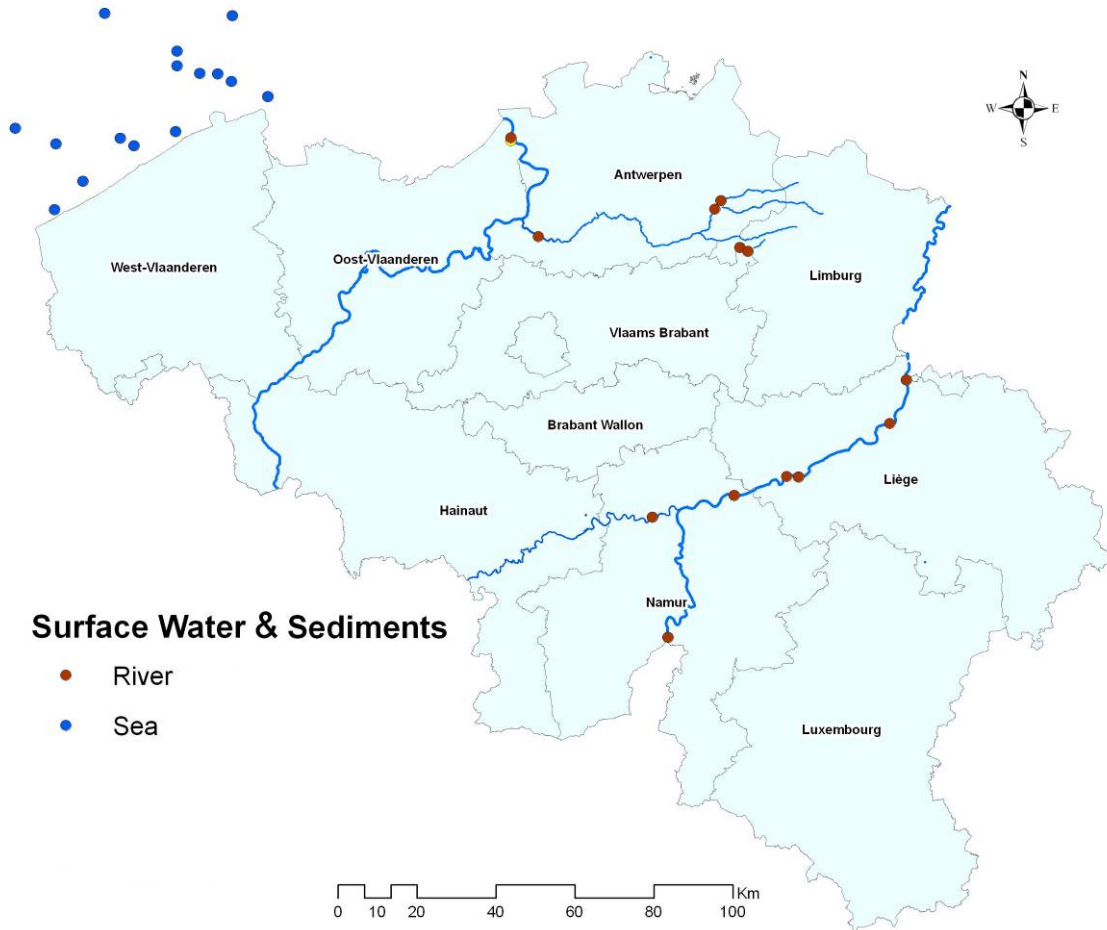 N
W E
S
Antwerpen
West-Vlaanderen
Oost-Vlaanderen
Limburg
Vlaams Brabant
Brabant Wallon
Liège
Hainaut
Namur
Surface Water & Sediments
River
Sea
Luxembourg
Km
0 10 20 40 60 80 100